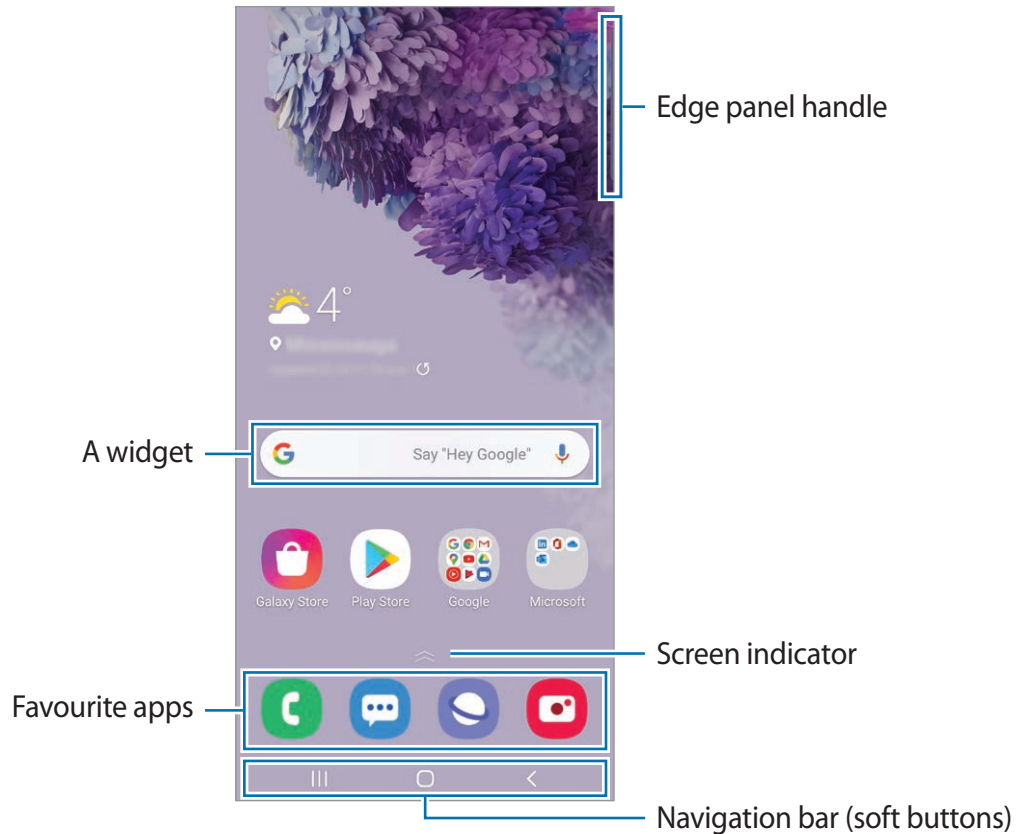 Edge panel handle
4°
A widget
G Say "Hey Google"
Galaxy Store Play Store Google Microsoft
Screen indicator
Favourite apps
Navigation bar (soft buttons)